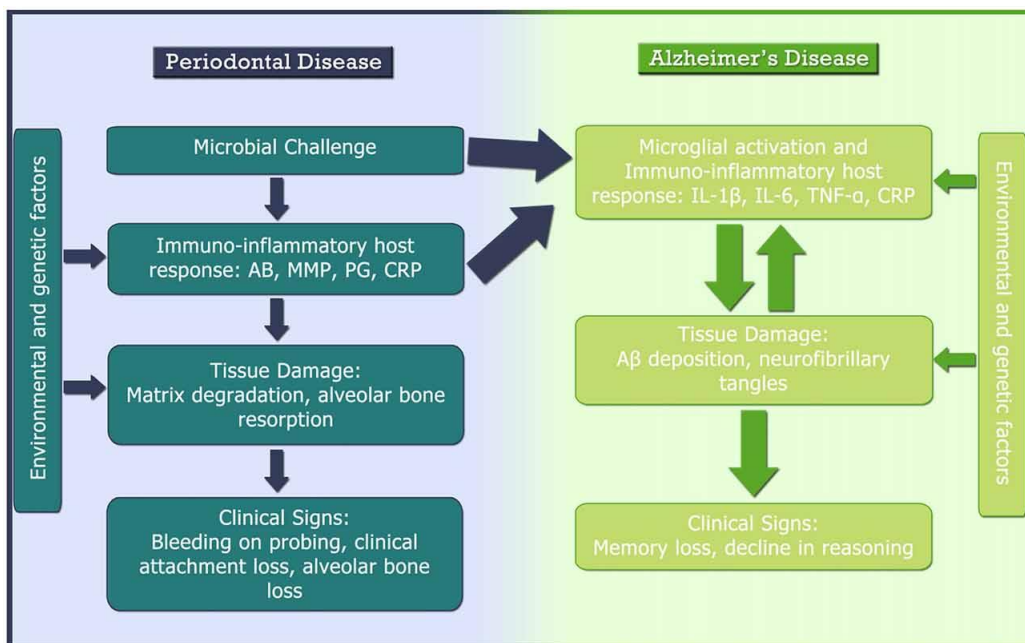 Periodontal Disease
Environmental and genetic factors
Microbial Challenge
Immuno-inflammatory host
response: AB, MMP, PG, CRP
Tissue Damage:
Matrix degradation, alveolar bone
resorption
Clinical Signs:
Bleeding on probing, clinical
attachment loss, alveolar bone
loss
Alzheimer's Disease
Microglial activation and
Immuno-inflammatory host
response: IL-1β, IL-6, TNF-α, CRP
Tissue Damage:
Aβ deposition, neurofibrillary
tangles
Clinical Signs:
Memory loss, decline in reasoning
Environmental and genetic factors